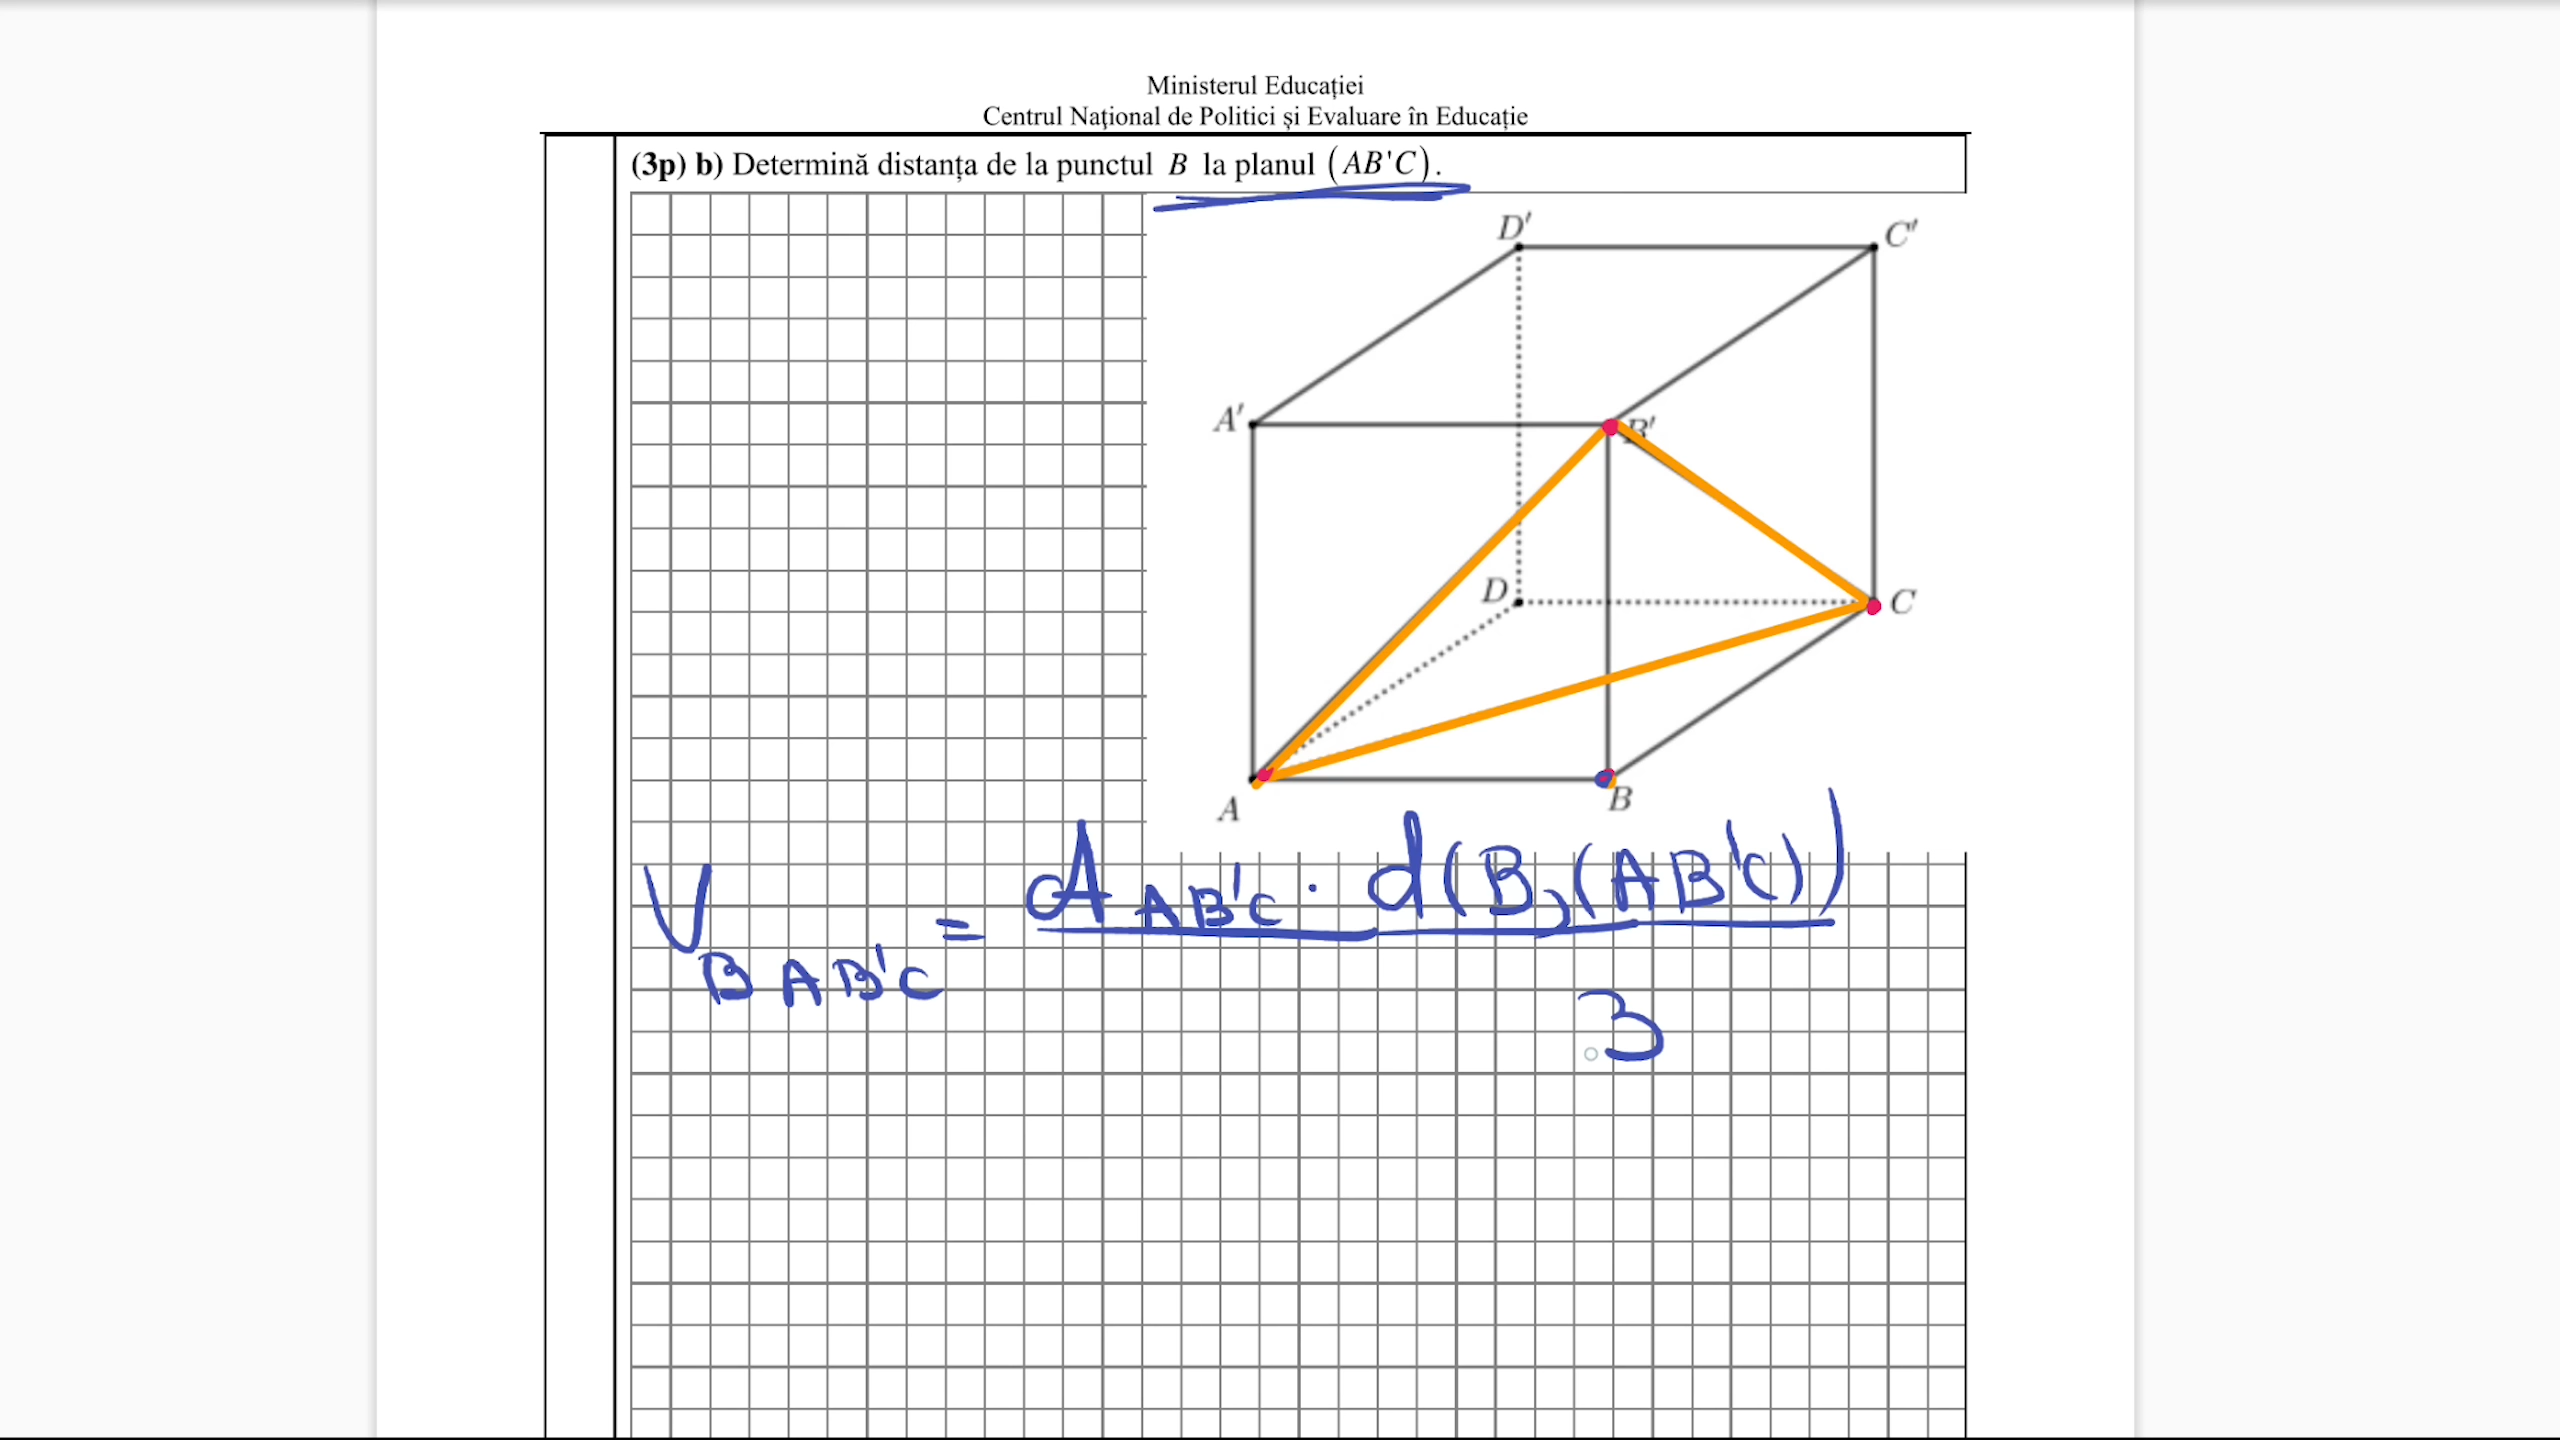 Ministerul Educației
Centrul Național de Politici și Evaluare în Educație
(3p) b) Determină distanța de la punctul B la planul (AB'C).
D' C'
A' B'
D C
A B
V BAB'C = A AB'C · d(B,(AB'C))
3